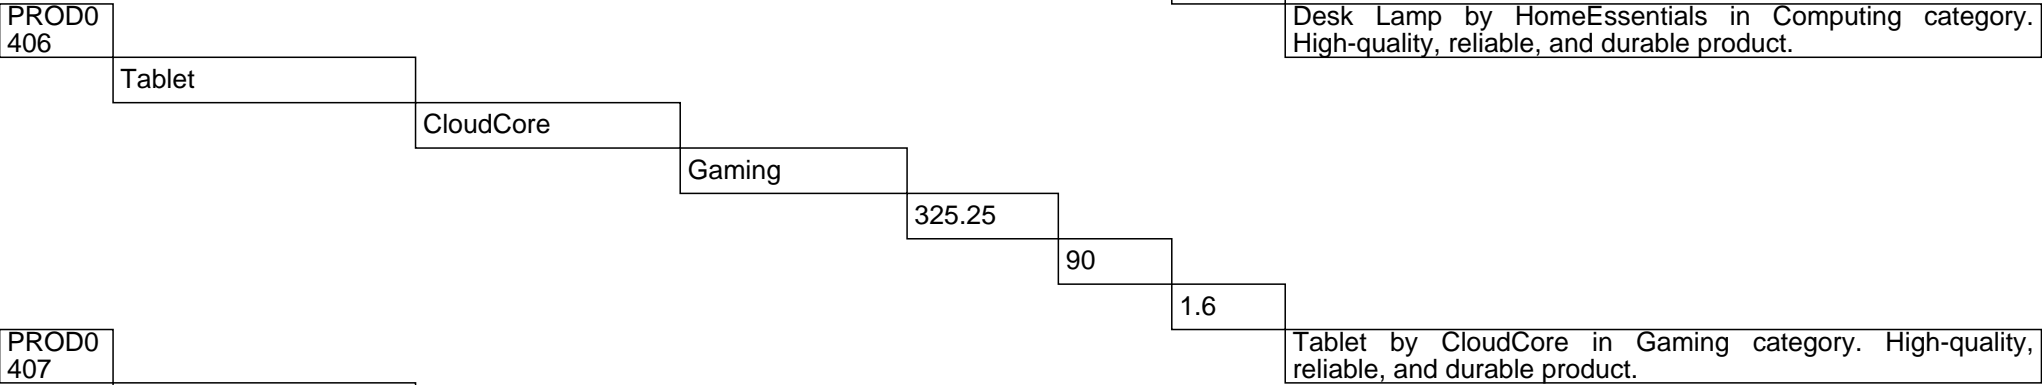 PROD0
406
Desk Lamp by HomeEssentials in Computing category.
High-quality, reliable, and durable product.
Tablet
CloudCore
Gaming
325.25
90
1.6
PROD0
407
Tablet by CloudCore in Gaming category. High-quality,
reliable, and durable product.